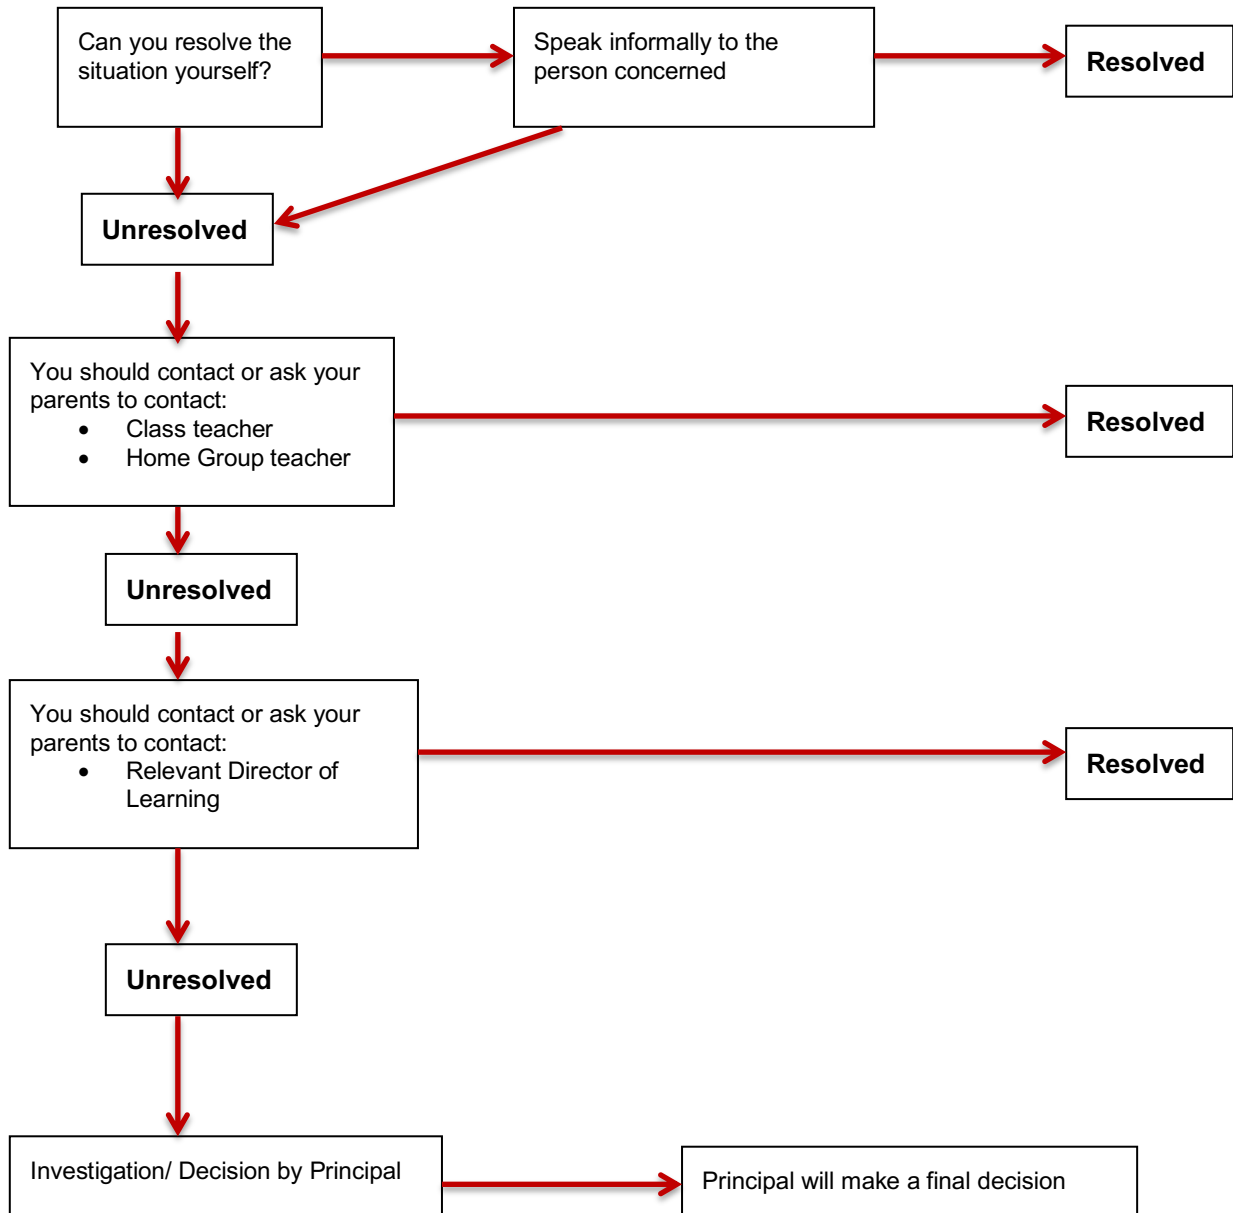 Can you resolve the
situation yourself?
Speak informally to the
person concerned
Resolved
Unresolved
You should contact or ask your
parents to contact:
• Class teacher
• Home Group teacher
Resolved
Unresolved
You should contact or ask your
parents to contact:
• Relevant Director of
Learning
Resolved
Unresolved
Investigation/ Decision by Principal
Principal will make a final decision